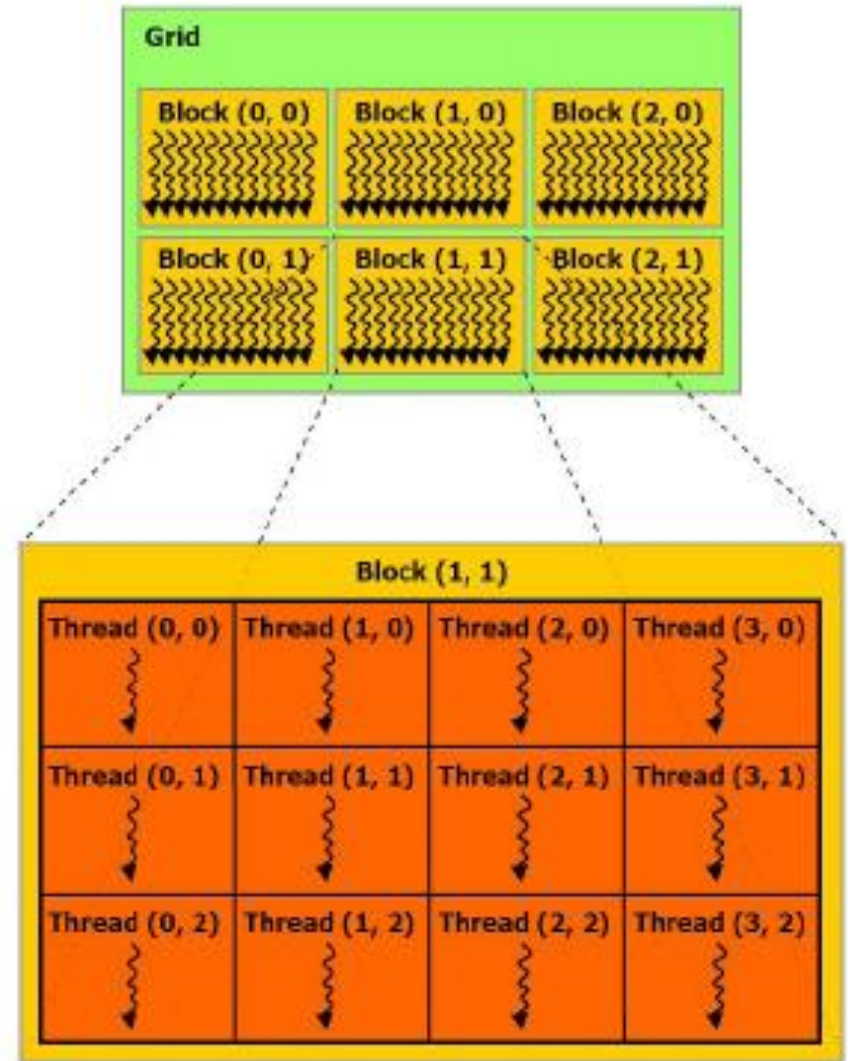 Grid
Block (0, 0) Block (1, 0) Block (2, 0)
Block (0, 1) Block (1, 1) Block (2, 1)
Block (1, 1)
Thread (0, 0) Thread (1, 0) Thread (2, 0) Thread (3, 0)
Thread (0, 1) Thread (1, 1) Thread (2, 1) Thread (3, 1)
Thread (0, 2) Thread (1, 2) Thread (2, 2) Thread (3, 2)